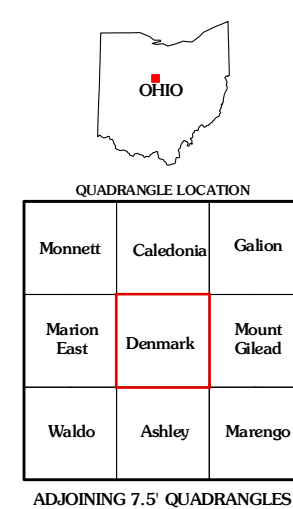 OHIO
QUADRANGLE LOCATION
Monnett Caledonia Galion
Marion East Denmark Mount Gilead
Waldo Ashley Marengo
ADJOINING 7.5' QUADRANGLES